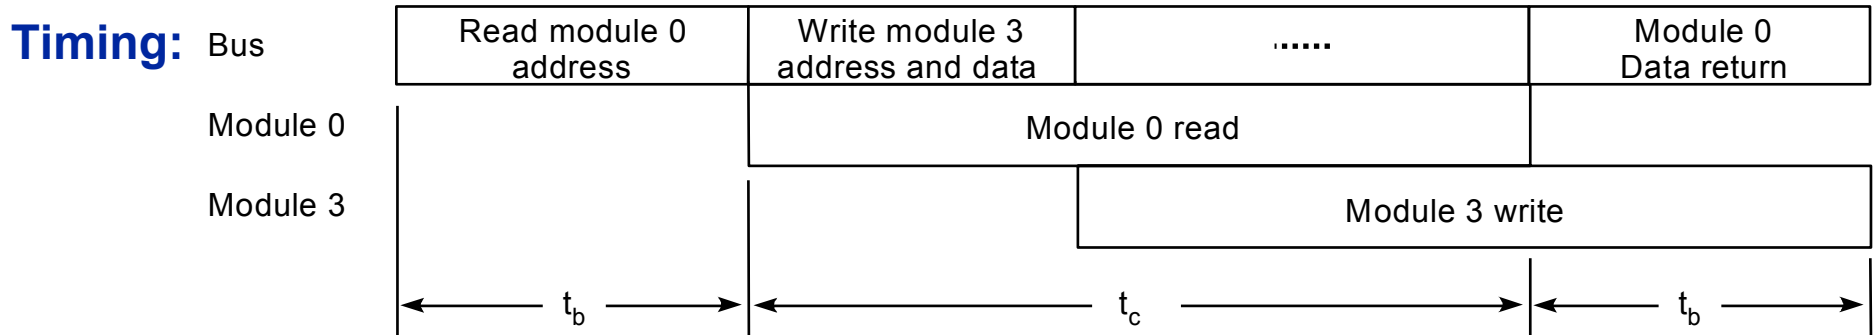 Timing:
Bus
Read module 0
address
Write module 3
address and data
......
Module 0
Data return
Module 0
Module 0 read
Module 3
Module 3 write
t_b
t_c
t_b